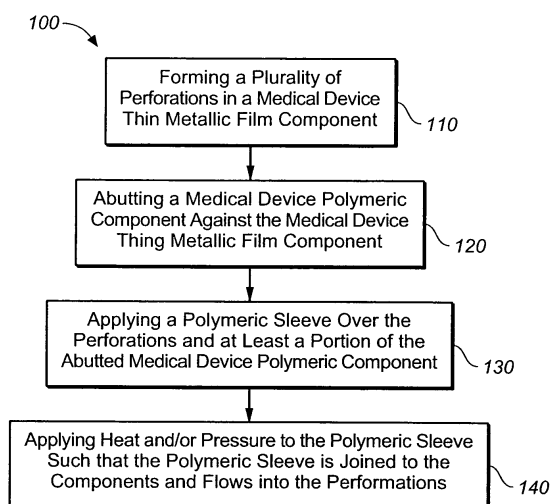 100
Forming a Plurality of
Perforations in a Medical Device
Thin Metallic Film Component
110
Abutting a Medical Device Polymeric
Component Against the Medical Device
Thing Metallic Film Component
120
Applying a Polymeric Sleeve Over the
Perforations and at Least a Portion of the
Abutted Medical Device Polymeric Component
130
Applying Heat and/or Pressure to the Polymeric Sleeve
Such that the Polymeric Sleeve is Joined to the
Components and Flows into the Performations
140